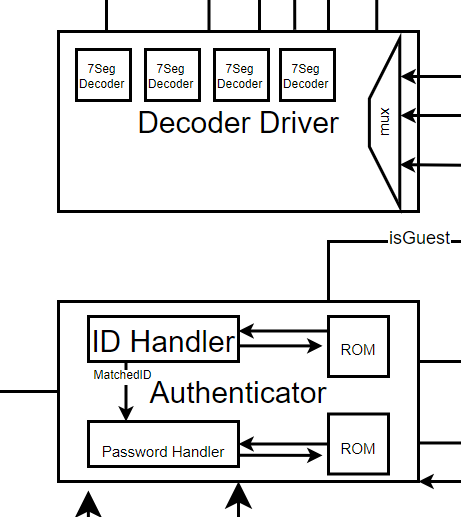 7Seg
Decoder
7Seg
Decoder
7Seg
Decoder
7Seg
Decoder
Decoder Driver
mux
isGuest
ID Handler
ROM
MatchedID
Authenticator
Password Handler
ROM